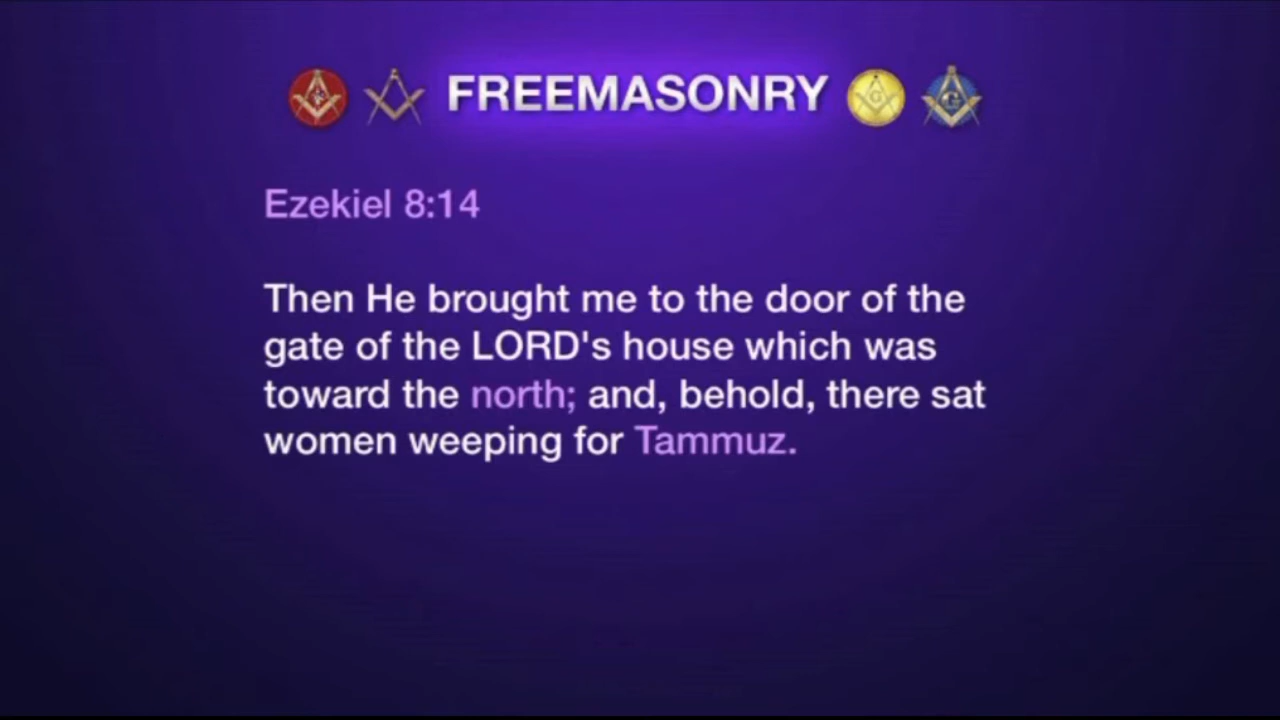 FREEMASONRY
Ezekiel 8:14
Then He brought me to the door of the
gate of the LORD's house which was
toward the north; and, behold, there sat
women weeping for Tammuz.